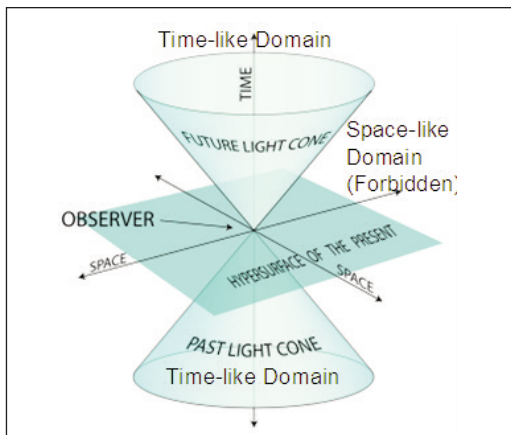 Time-like Domain
TIME
FUTURE LIGHT CONE
Space-like
Domain
(Forbidden)
OBSERVER
SPACE
HYPERSURFACE OF THE PRESENT
SPACE
PAST LIGHT CONE
Time-like Domain